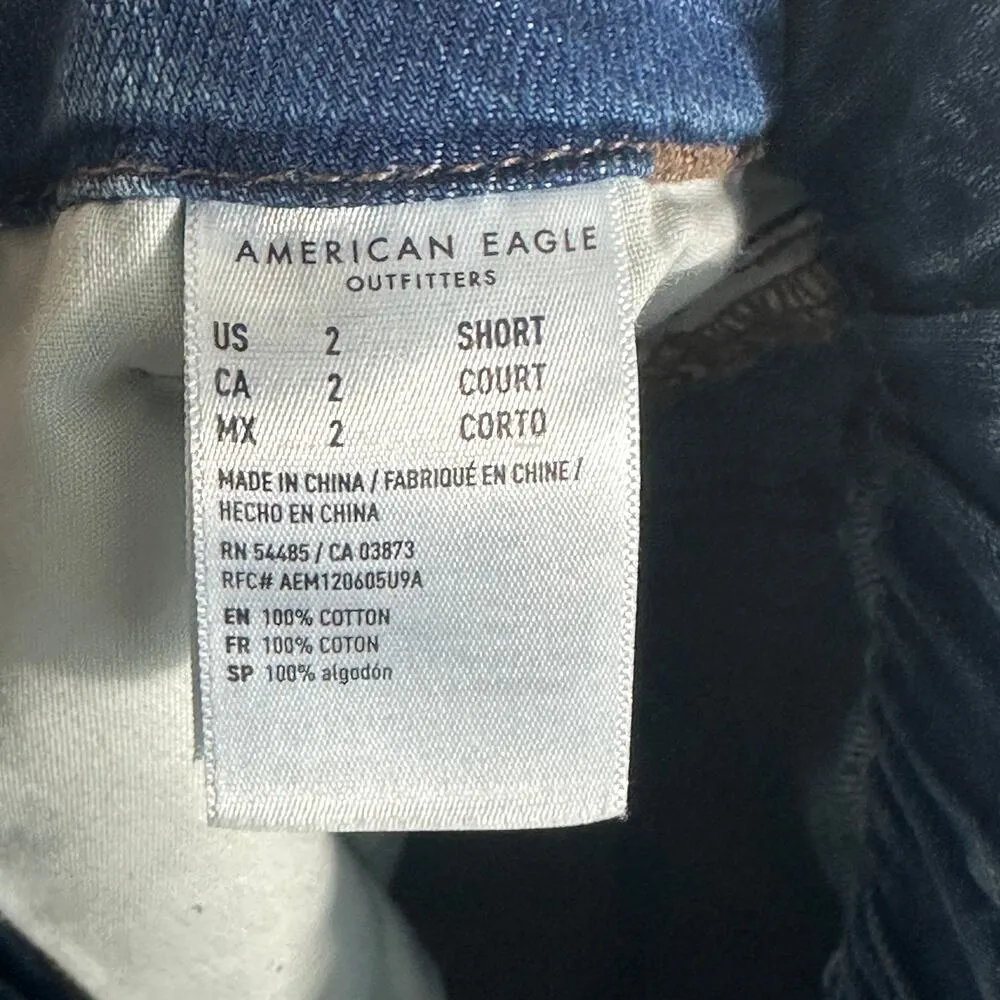 AMERICAN EAGLE
OUTFITTERS
US 2 SHORT
CA 2 COURT
MX 2 CORTO
MADE IN CHINA / FABRIQUÉ EN CHINE /
HECHO EN CHINA
RN 54485 / CA 03873
RFC# AEM120605U9A
EN 100% COTTON
FR 100% COTON
SP 100% algodón